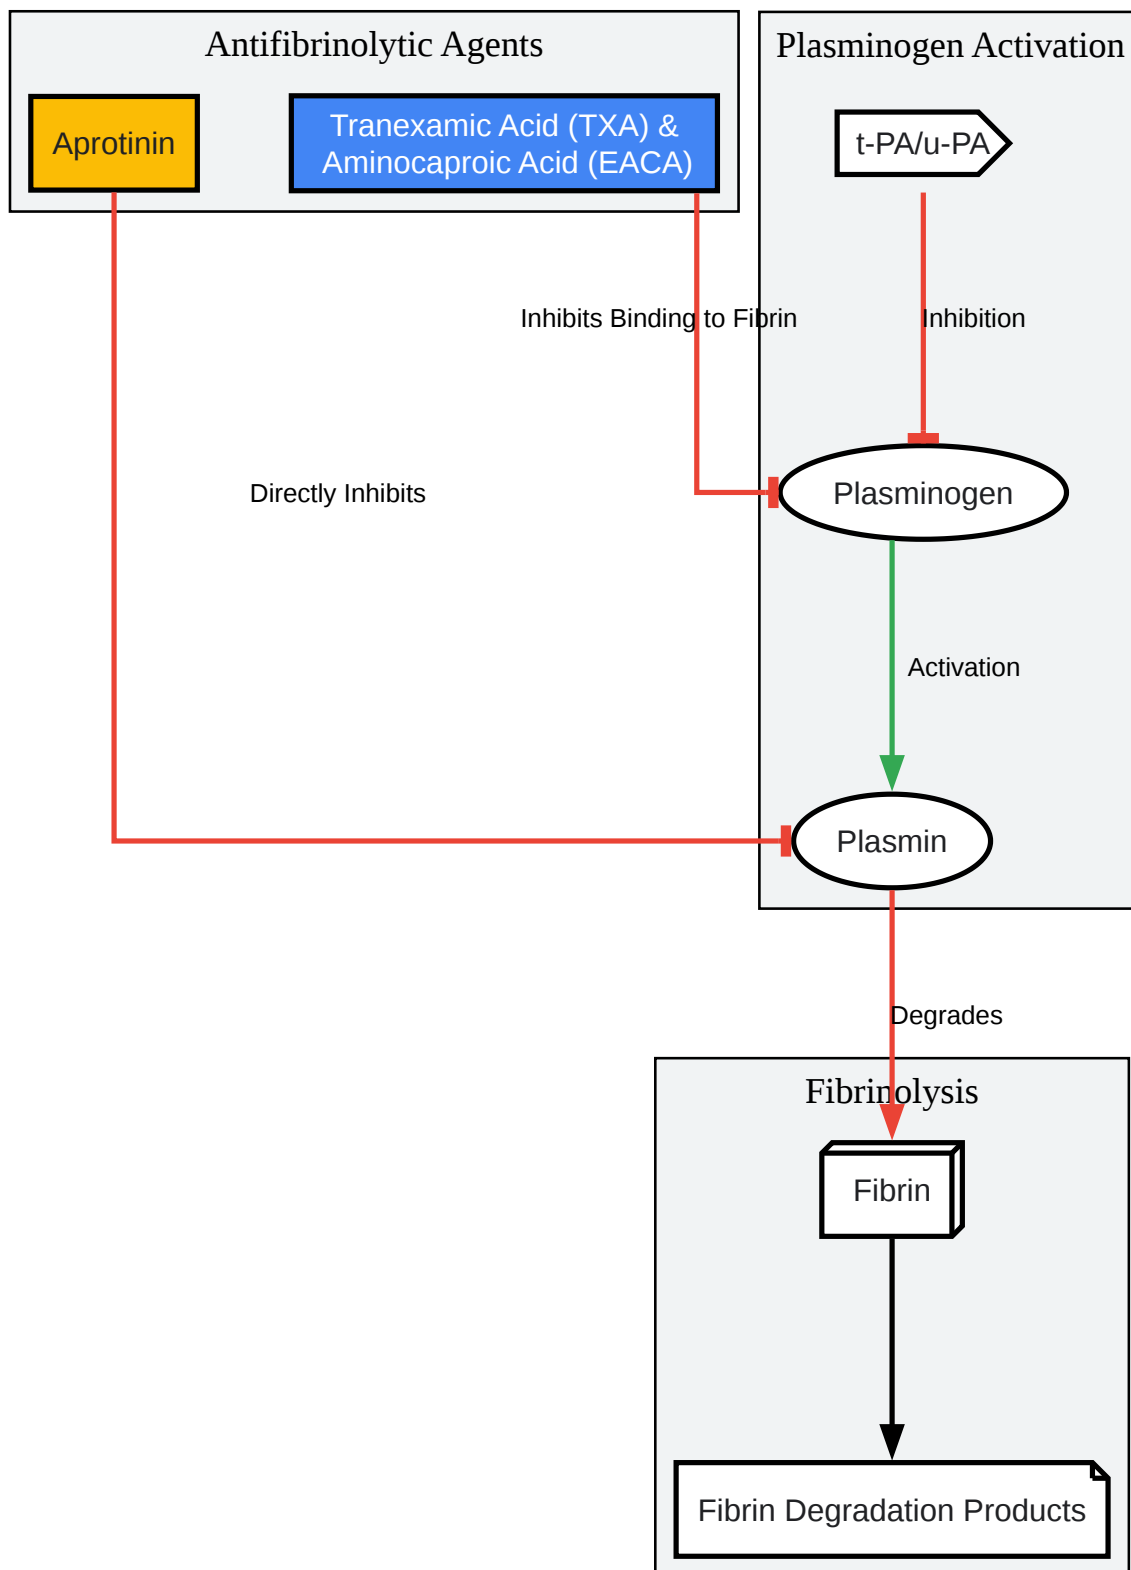 Antifibrinolytic Agents
Plasminogen Activation
Aprotinin
Tranexamic Acid (TXA) &
Aminocaproic Acid (EACA)
t-PA/u-PA
Inhibits Binding to Fibrin
Inhibition
Directly Inhibits
Plasminogen
Activation
Plasmin
Degrades
Fibrinolysis
Fibrin
Fibrin Degradation Products